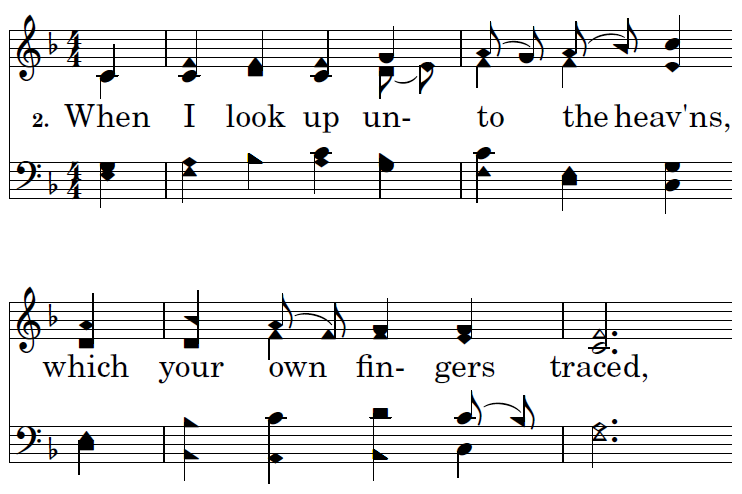 2. When I look up un- to the heav'ns,
which your own fin- gers traced,